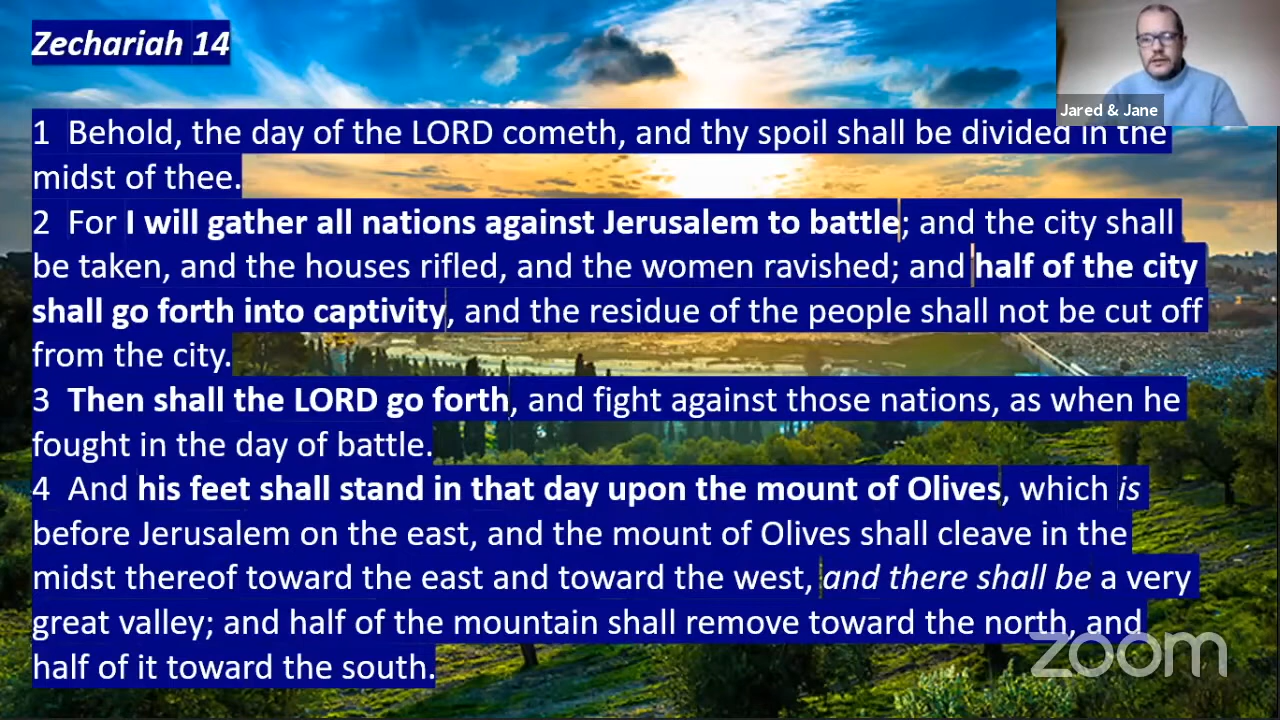 Zechariah 14
Jared & Jane
1 Behold, the day of the LORD cometh, and thy spoil shall be divided in the
midst of thee.
2 For I will gather all nations against Jerusalem to battle; and the city shall
be taken, and the houses rifled, and the women ravished; and half of the city
shall go forth into captivity, and the residue of the people shall not be cut off
from the city.
3 Then shall the LORD go forth, and fight against those nations, as when he
fought in the day of battle.
4 And his feet shall stand in that day upon the mount of Olives, which is
before Jerusalem on the east, and the mount of Olives shall cleave in the
midst thereof toward the east and toward the west, and there shall be a very
great valley; and half of the mountain shall remove toward the north, and
half of it toward the south.
zoom